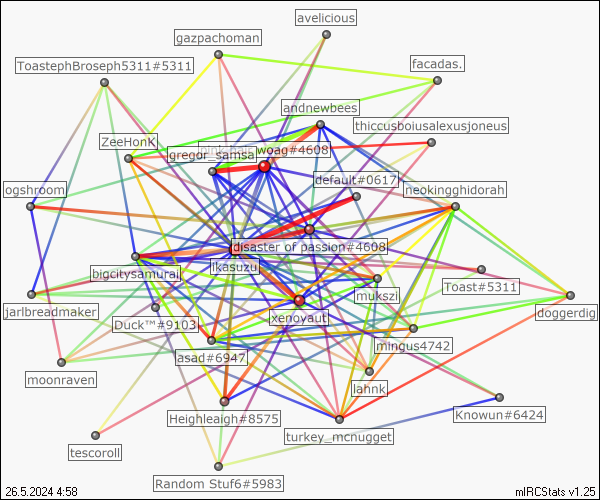 avelicious
gazpachoman
ToastephBroseph5311#5311
facadas.
andnewbees
thiccusboiusalexusjoneus
ZeeHonK
woag#4608
gregor_samsa
default#0617
ogshroom
neokingghidorah
disaster of passion#4608
bigcitysamurai
Ikasuzu
Toast#5311
mukszi
jarlbreadmaker
doggerdig
Duck™#9103
xenoyaut
mingus4742
asad#6947
moonraven
lahnk
Heighleaigh#8575
Knowun#6424
turkey_mcnugget
tescoroll
Random Stuf6#5983
26.5.2024 4:58
mIRCStats v1.25